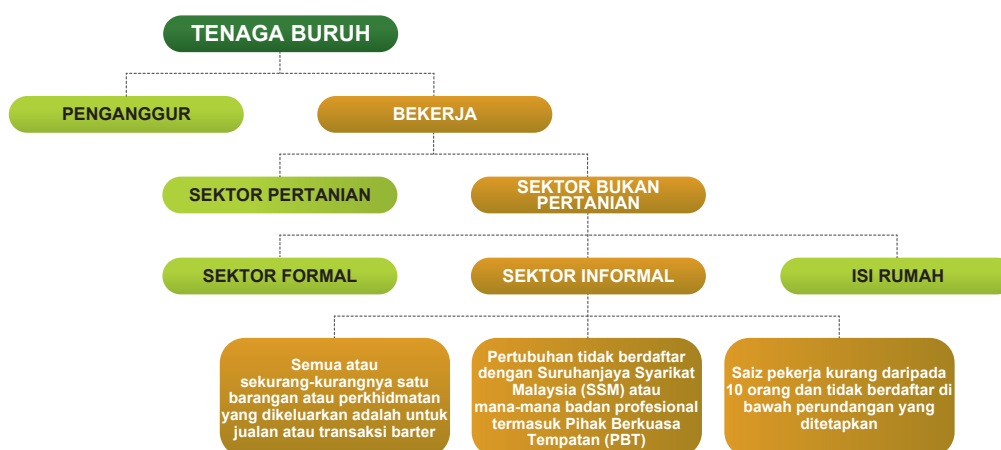 TENAGA BURUH
PENGANGGUR
BEKERJA
SEKTOR PERTANIAN
SEKTOR BUKAN
PERTANIAN
SEKTOR FORMAL
SEKTOR INFORMAL
ISI RUMAH
Semua atau
sekurang-kurangnya satu
barangan atau perkhidmatan
yang dikeluarkan adalah untuk
jualan atau transaksi barter
Pertubuhan tidak berdaftar
dengan Suruhanjaya Syarikat
Malaysia (SSM) atau
mana-mana badan profesional
termasuk Pihak Berkuasa
Tempatan (PBT)
Saiz pekerja kurang daripada
10 orang dan tidak berdaftar di
bawah perundangan yang
ditetapkan